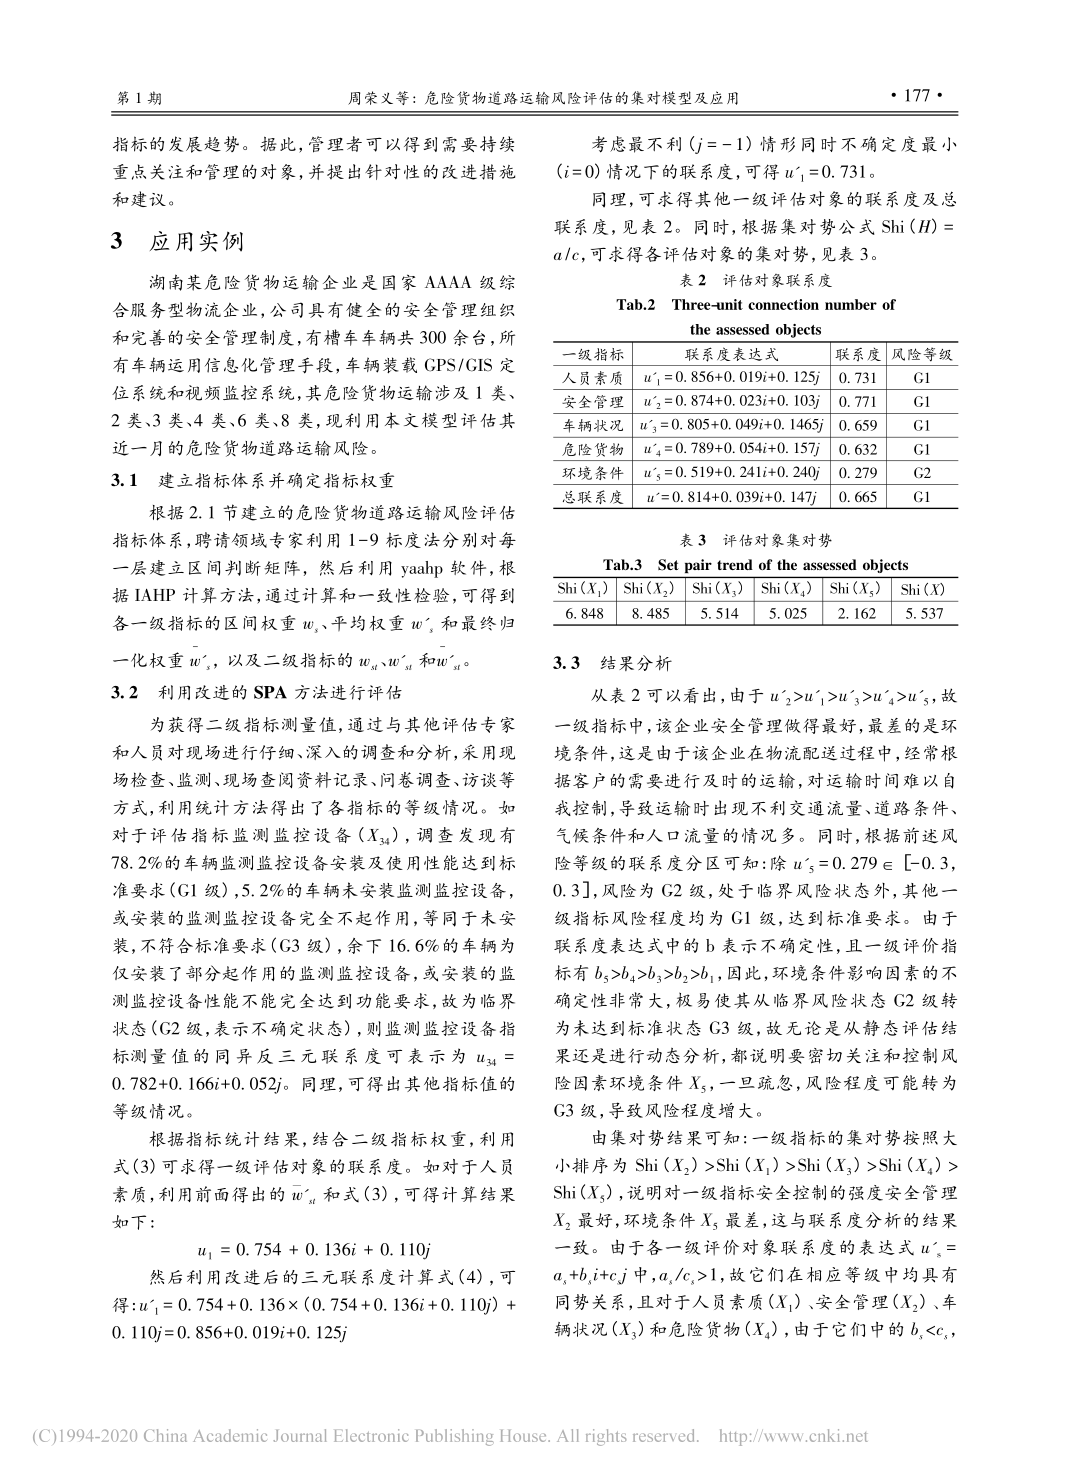 第 1 期
周荣义等: 危险货物道路运输风险评估的集对模型及应用
· 177 ·
指标的发展趋势。据此,管理者可以得到需要持续
重点关注和管理的对象,并提出针对性的改进措施
和建议。
3 应用实例
湖南某危险货物运输企业是国家 AAAA 级综
合服务型物流企业,公司具有健全的安全管理组织
和完善的安全管理制度,有槽车车辆共 300 余台,所
有车辆运用信息化管理手段,车辆装载 GPS/GIS 定
位系统和视频监控系统,其危险货物运输涉及 1 类、
2 类、3 类、4 类、6 类、8 类,现利用本文模型评估其
近一月的危险货物道路运输风险。
3. 1 建立指标体系并确定指标权重
根据 2. 1 节建立的危险货物道路运输风险评估
指标体系,聘请领域专家利用 1-9 标度法分别对每
一层建立区间判断矩阵, 然后利用 yaahp 软件,根
据 IAHP 计算方法,通过计算和一致性检验,可得到
各一级指标的区间权重 wₛ、平均权重 w´ₛ 和最终归
一化权重 w̄´ₛ, 以及二级指标的 wₛₜ、w´ₛₜ 和w̄´ₛₜ。
3. 2 利用改进的 SPA 方法进行评估
为获得二级指标测量值,通过与其他评估专家
和人员对现场进行仔细、深入的调查和分析,采用现
场检查、监测、现场查阅资料记录、问卷调查、访谈等
方式,利用统计方法得出了各指标的等级情况。如
对于评估指标监测监控设备(X₃₄),调查发现有
78. 2%的车辆监测监控设备安装及使用性能达到标
准要求(G1 级),5. 2%的车辆未安装监测监控设备,
或安装的监测监控设备完全不起作用,等同于未安
装,不符合标准要求(G3 级),余下 16. 6%的车辆为
仅安装了部分起作用的监测监控设备,或安装的监
测监控设备性能不能完全达到功能要求,故为临界
状态(G2 级,表示不确定状态),则监测监控设备指
标测量值的同异反三元联系度可表示为 u₃₄ =
0. 782+0. 166i+0. 052j。同理,可得出其他指标值的
等级情况。
根据指标统计结果,结合二级指标权重,利用
式(3)可求得一级评估对象的联系度。如对于人员
素质,利用前面得出的 w̄´ₛₜ 和式(3),可得计算结果
如下:
u₁ = 0. 754 + 0. 136i + 0. 110j
然后利用改进后的三元联系度计算式(4),可
得:u´₁ = 0. 754+0. 136×(0. 754+0. 136i+0. 110j) +
0. 110j=0. 856+0. 019i+0. 125j
考虑最不利(j = - 1)情形同时不确定度最小
(i=0)情况下的联系度,可得 u´₁=0. 731。
同理,可求得其他一级评估对象的联系度及总
联系度,见表 2。同时,根据集对势公式 Shi(H) =
a/c,可求得各评估对象的集对势,见表 3。
表 2 评估对象联系度
Tab.2 Three-unit connection number of
the assessed objects
一级指标 联系度表达式 联系度 风险等级
人员素质 u´₁=0. 856+0. 019i+0. 125j 0. 731 G1
安全管理 u´₂=0. 874+0. 023i+0. 103j 0. 771 G1
车辆状况 u´₃=0. 805+0. 049i+0. 1465j 0. 659 G1
危险货物 u´₄=0. 789+0. 054i+0. 157j 0. 632 G1
环境条件 u´₅=0. 519+0. 241i+0. 240j 0. 279 G2
总联系度 u´=0. 814+0. 039i+0. 147j 0. 665 G1
表 3 评估对象集对势
Tab.3 Set pair trend of the assessed objects
Shi(X₁) Shi(X₂) Shi(X₃) Shi(X₄) Shi(X₅) Shi(X)
6. 848 8. 485 5. 514 5. 025 2. 162 5. 537
3. 3 结果分析
从表 2 可以看出,由于 u´₂>u´₁>u´₃>u´₄>u´₅,故
一级指标中,该企业安全管理做得最好,最差的是环
境条件,这是由于该企业在物流配送过程中,经常根
据客户的需要进行及时的运输,对运输时间难以自
我控制,导致运输时出现不利交通流量、道路条件、
气候条件和人口流量的情况多。同时,根据前述风
险等级的联系度分区可知:除 u´₅=0. 279∈[-0. 3,
0. 3],风险为 G2 级,处于临界风险状态外,其他一
级指标风险程度均为 G1 级,达到标准要求。由于
联系度表达式中的 b 表示不确定性,且一级评价指
标有 b₅>b₄>b₃>b₂>b₁,因此,环境条件影响因素的不
确定性非常大,极易使其从临界风险状态 G2 级转
为未达到标准状态 G3 级,故无论是从静态评估结
果还是进行动态分析,都说明要密切关注和控制风
险因素环境条件 X₅,一旦疏忽,风险程度可能转为
G3 级,导致风险程度增大。
由集对势结果可知:一级指标的集对势按照大
小排序为 Shi(X₂)>Shi(X₁)>Shi(X₃)>Shi(X₄)>
Shi(X₅),说明对一级指标安全控制的强度安全管理
X₂ 最好,环境条件 X₅ 最差,这与联系度分析的结果
一致。由于各一级评价对象联系度的表达式 u´ₛ=
aₛ+bₛi+cₛj 中,aₛ/cₛ>1,故它们在相应等级中均具有
同势关系,且对于人员素质(X₁)、安全管理(X₂)、车
辆状况(X₃)和危险货物(X₄),由于它们中的 bₛ<cₛ,
(C)1994-2020 China Academic Journal Electronic Publishing House. All rights reserved. http://www.cnki.net